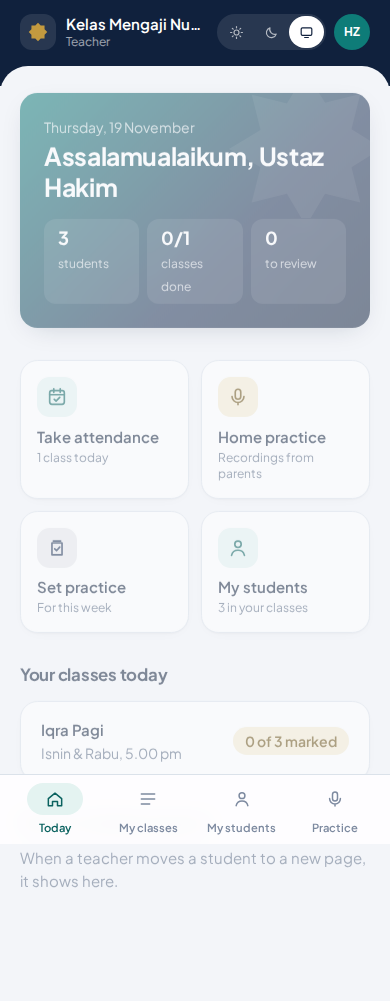 Kelas Mengaji Nu…
Teacher
HZ
Thursday, 19 November
Assalamualaikum, Ustaz
Hakim
3
students
0/1
classes
done
0
to review
Take attendance
1 class today
Home practice
Recordings from
parents
Set practice
For this week
My students
3 in your classes
Your classes today
Iqra Pagi
Isnin & Rabu, 5.00 pm
0 of 3 marked
Today
My classes
My students
Practice
When a teacher moves a student to a new page,
it shows here.